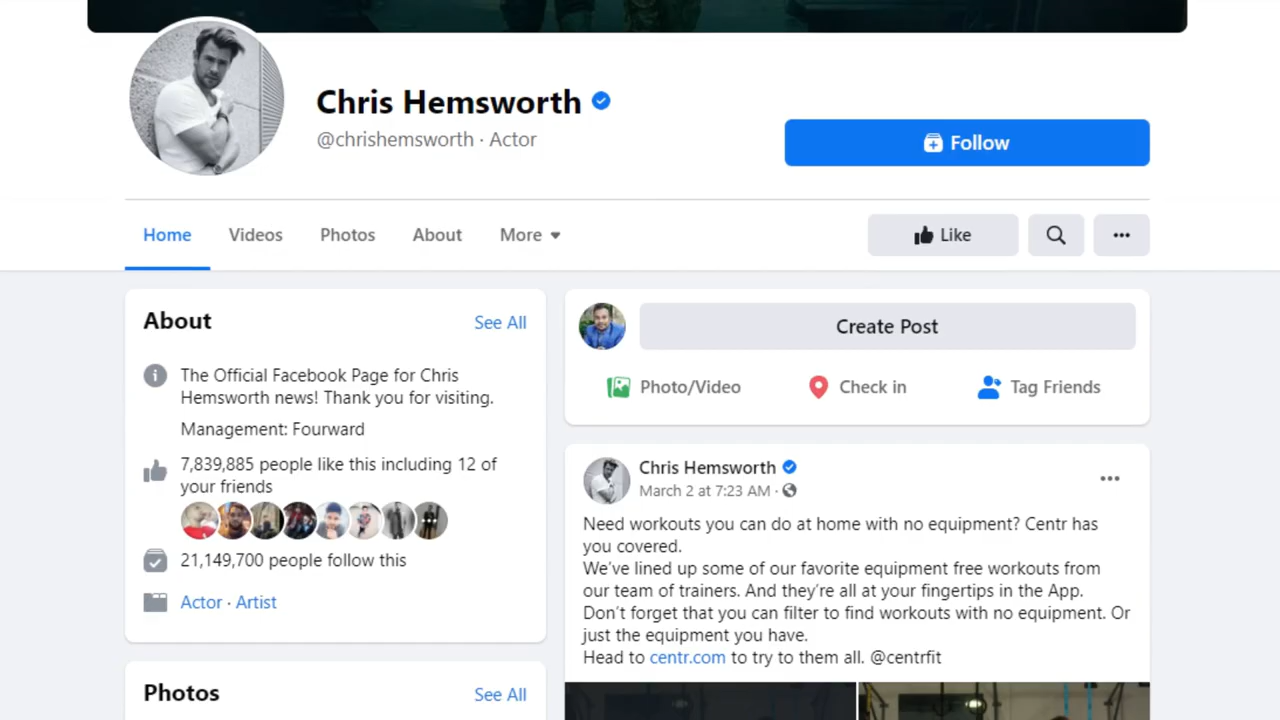 Chris Hemsworth
@chrishemsworth · Actor
Follow
Home
Videos
Photos
About
More
Like
About
See All
The Official Facebook Page for Chris
Hemsworth news! Thank you for visiting.
Management: Fourward
7,839,885 people like this including 12 of
your friends
21,149,700 people follow this
Actor · Artist
Photos
See All
Create Post
Photo/Video
Check in
Tag Friends
Chris Hemsworth
March 2 at 7:23 AM ·
Need workouts you can do at home with no equipment? Centr has
you covered.
We've lined up some of our favorite equipment free workouts from
our team of trainers. And they're all at your fingertips in the App.
Don't forget that you can filter to find workouts with no equipment. Or
just the equipment you have.
Head to centr.com to try to them all. @centrfit